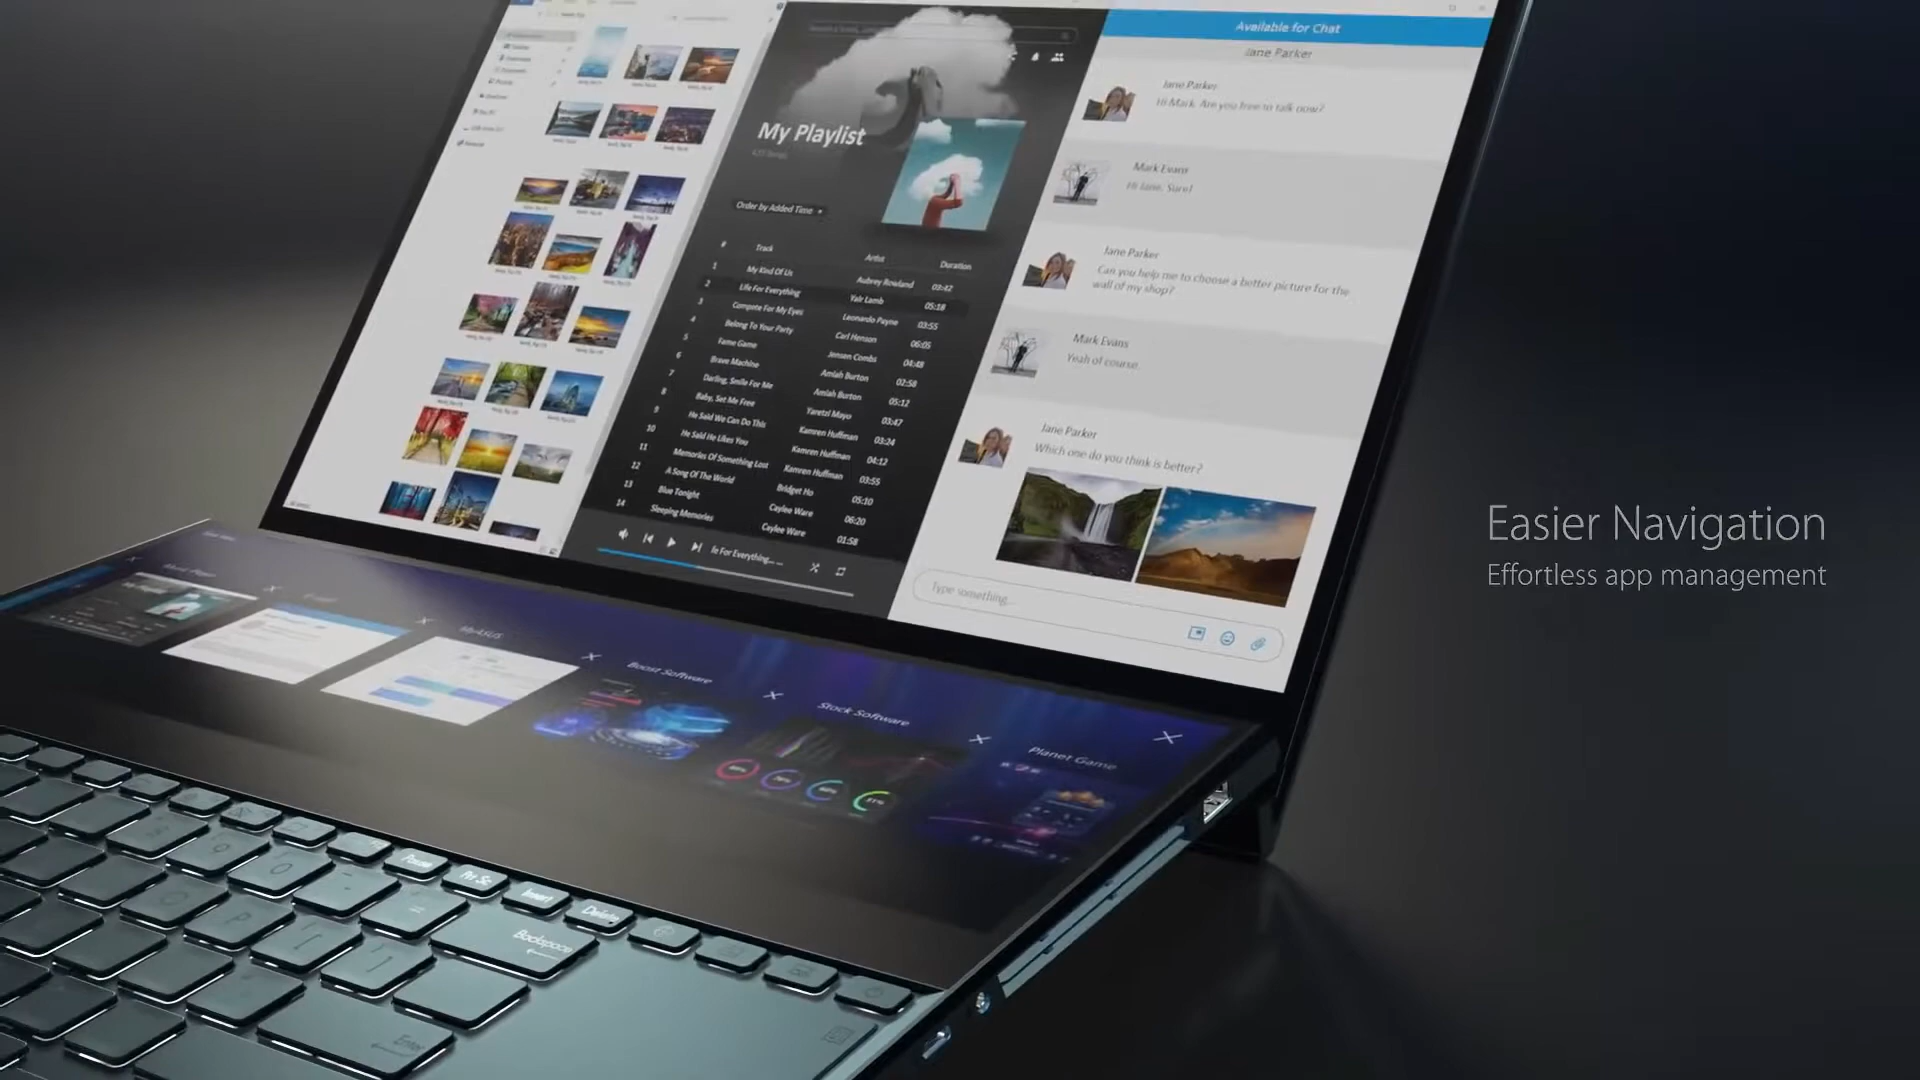 Available for Chat
Jane Parker
Jane Parker
Hi Mark. Are you free to talk now?
Mark Evans
Hi Jane. Sure!
Jane Parker
Can you help me to choose a better picture for the
wall of my shop?
Mark Evans
Yeah of course.
Jane Parker
Which one do you think is better?
Type something...
My Playlist
Order by Added Time
# Track Artist Duration
1 My Kind Of Us Aubrey Rowland 03:42
2 Life For Everything Yair Lamb 05:18
3 Compete For My Eyes Leonardo Payne 03:55
4 Belong To Your Party Carl Henson 06:05
5 Fame Game Jensen Combs 04:48
6 Brave Machine Amiah Burton 02:58
7 Darling, Smile For Me Amiah Burton 05:12
8 Baby, Set Me Free Yaretzi Mayo 03:47
9 He Said We Can Do This Kamren Huffman 03:24
10 He Said He Likes You Kamren Huffman 04:12
11 Memories Of Something Lost Kamren Huffman 03:55
12 A Song Of The World Bridget Ho 05:10
13 Blue Tonight Caylee Ware 06:20
14 Sleeping Memories Caylee Ware 01:58
ife For Everything...
Easier Navigation
Effortless app management
MyASUS
Boost Software
Stock Software
Planet Game
Pause
Prt Sc
Insert
Delete
Backspace
P
Enter